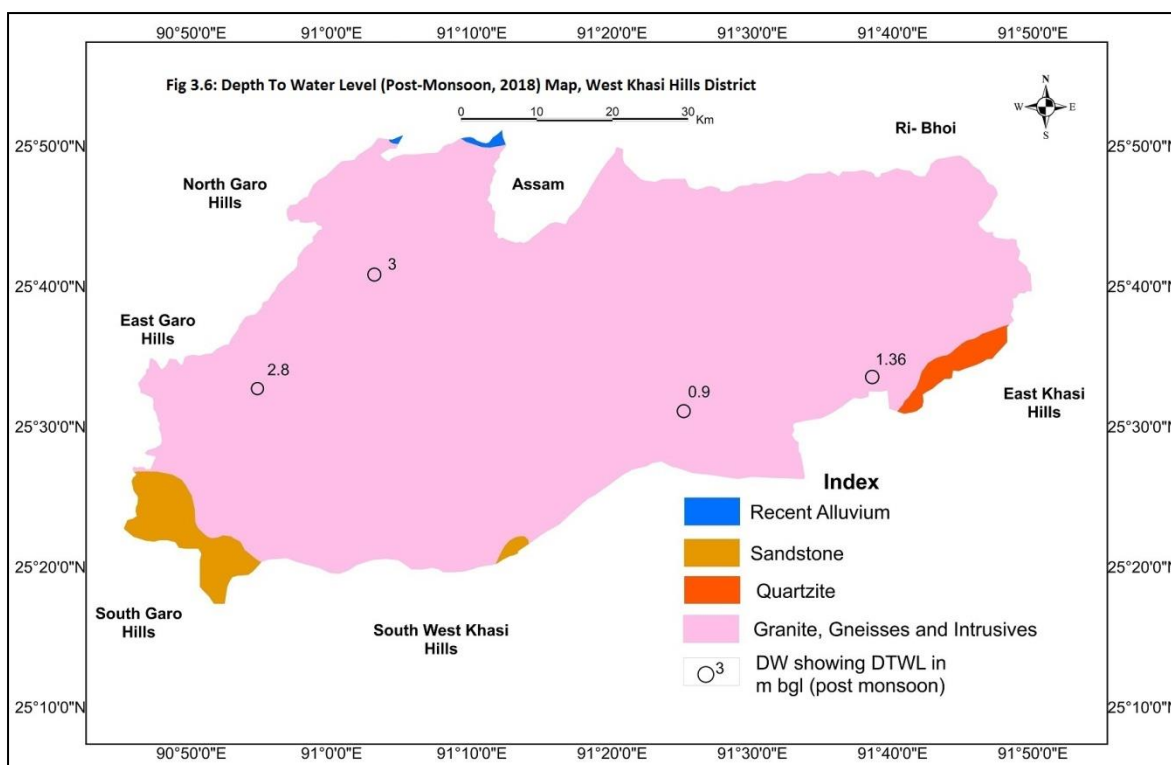 90°50'0"E 91°0'0"E 91°10'0"E 91°20'0"E 91°30'0"E 91°40'0"E 91°50'0"E
Fig 3.6: Depth To Water Level (Post-Monsoon, 2018) Map, West Khasi Hills District
0 10 20 30
Km
N
W E
S
Ri- Bhoi
25°50'0"N 25°50'0"N
North Garo
Hills
Assam
3
25°40'0"N 25°40'0"N
East Garo
Hills
2.8
1.36
0.9
East Khasi
Hills
25°30'0"N 25°30'0"N
Index
Recent Alluvium
Sandstone
25°20'0"N 25°20'0"N
Quartzite
South Garo
Hills
South West Khasi
Hills
Granite, Gneisses and Intrusives
3
DW showing DTWL in
m bgl (post monsoon)
25°10'0"N 25°10'0"N
90°50'0"E 91°0'0"E 91°10'0"E 91°20'0"E 91°30'0"E 91°40'0"E 91°50'0"E